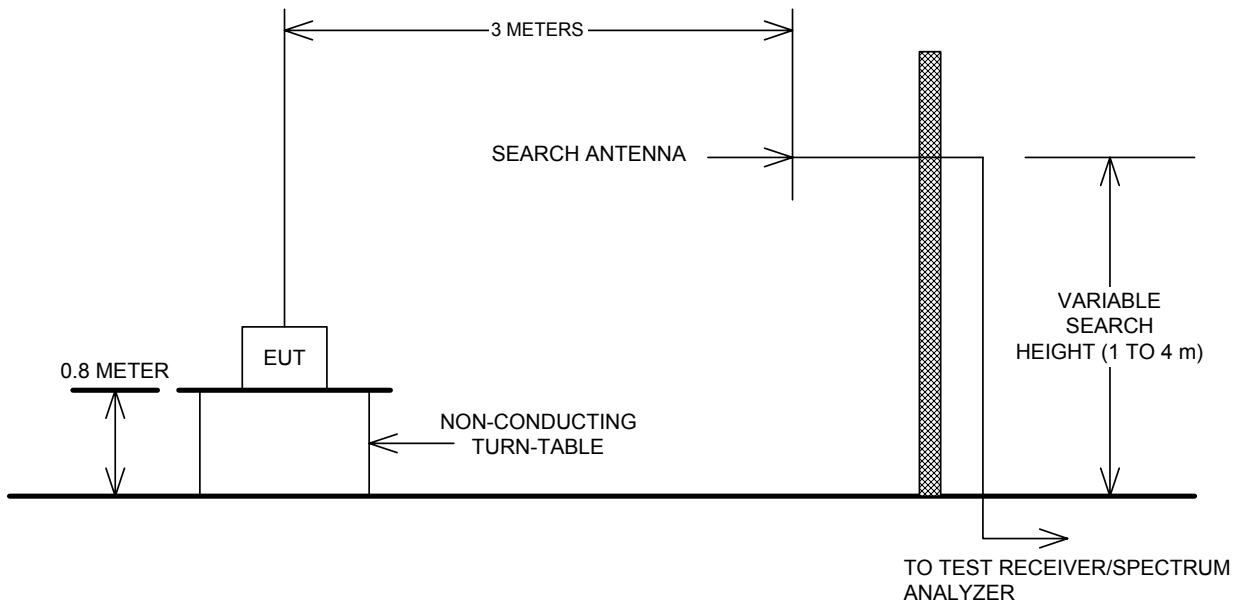 3 METERS
SEARCH ANTENNA
VARIABLE
SEARCH
HEIGHT (1 TO 4 m)
EUT
0.8 METER
NON-CONDUCTING
TURN-TABLE
TO TEST RECEIVER/SPECTRUM
ANALYZER